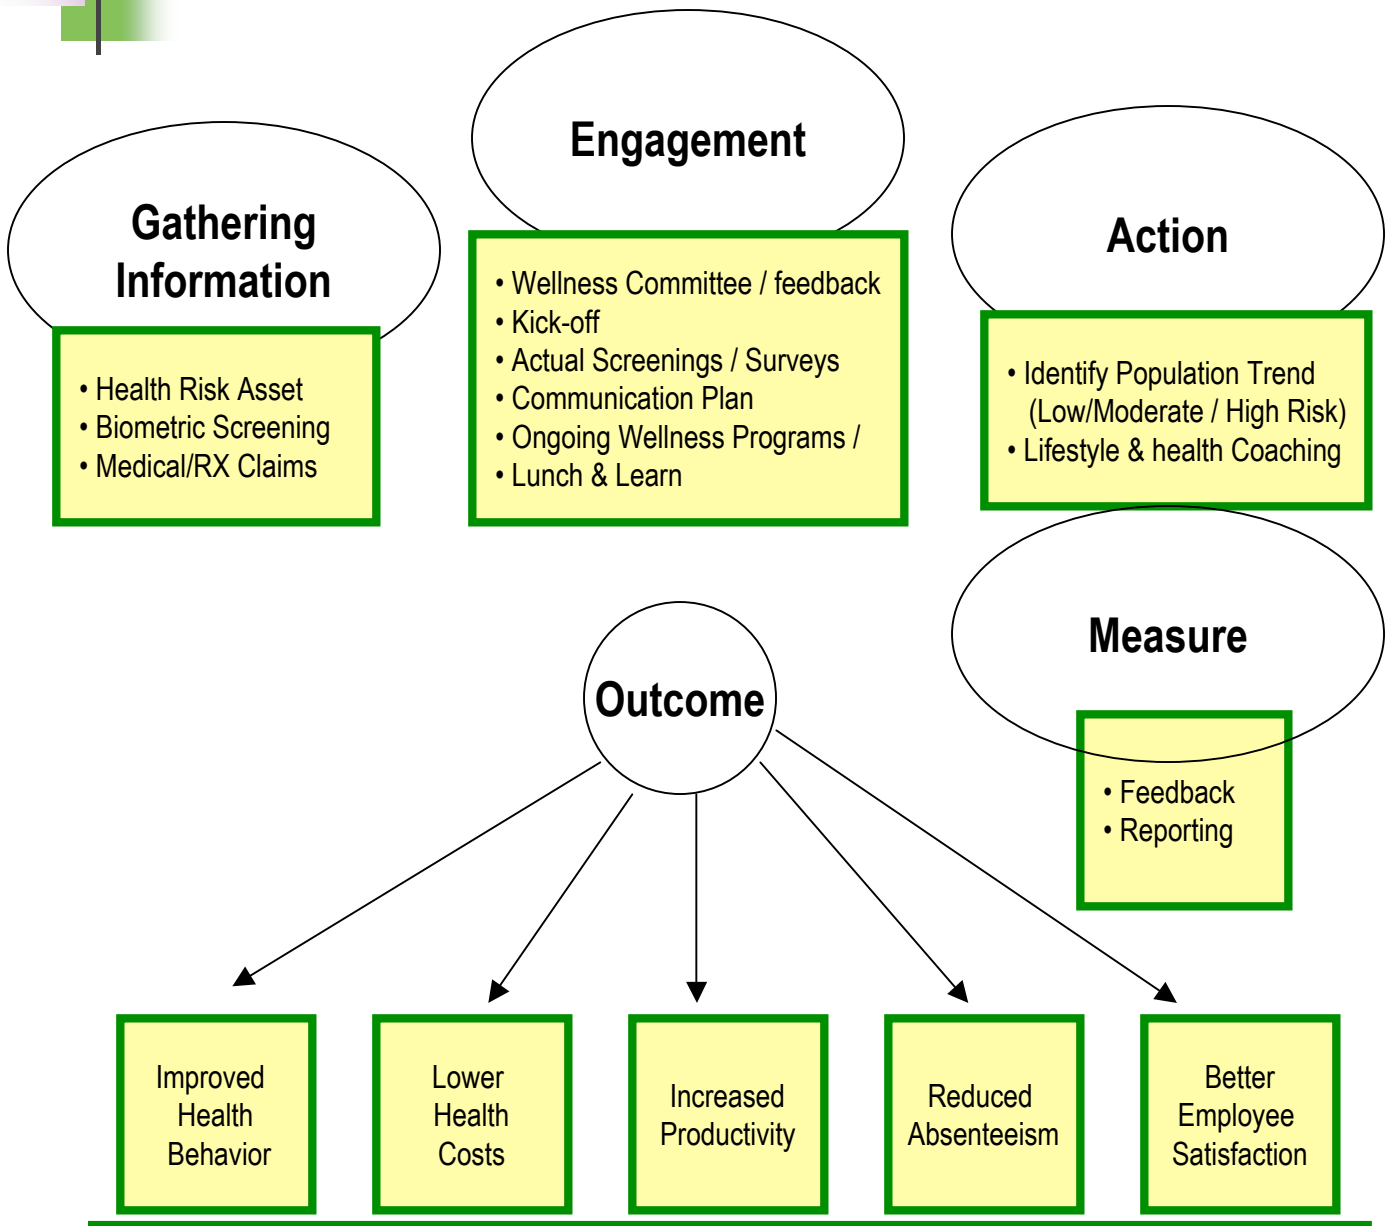 Engagement
Gathering
Information
Action
• Wellness Committee / feedback
• Kick-off
• Actual Screenings / Surveys
• Communication Plan
• Ongoing Wellness Programs /
• Lunch & Learn
• Health Risk Asset
• Biometric Screening
• Medical/RX Claims
• Identify Population Trend
(Low/Moderate / High Risk)
• Lifestyle & health Coaching
Measure
• Feedback
• Reporting
Outcome
Improved
Health
Behavior
Lower
Health
Costs
Increased
Productivity
Reduced
Absenteeism
Better
Employee
Satisfaction